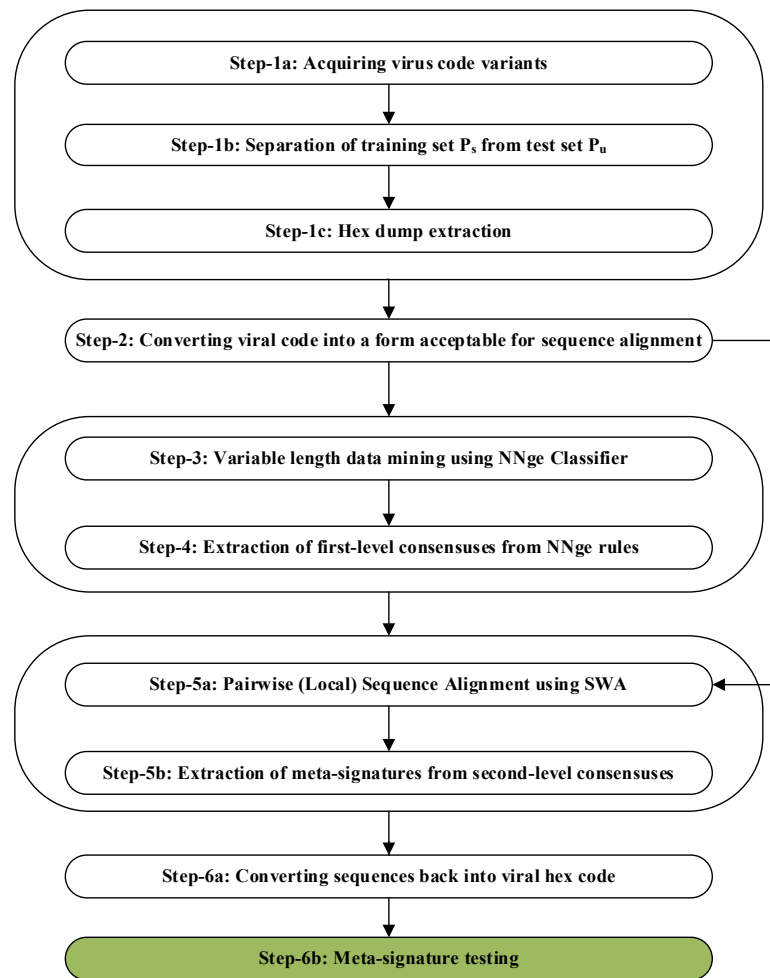 Step-1a: Acquiring virus code variants
Step-1b: Separation of training set Ps from test set Pu
Step-1c: Hex dump extraction
Step-2: Converting viral code into a form acceptable for sequence alignment
Step-3: Variable length data mining using NNge Classifier
Step-4: Extraction of first-level consensuses from NNge rules
Step-5a: Pairwise (Local) Sequence Alignment using SWA
Step-5b: Extraction of meta-signatures from second-level consensuses
Step-6a: Converting sequences back into viral hex code
Step-6b: Meta-signature testing